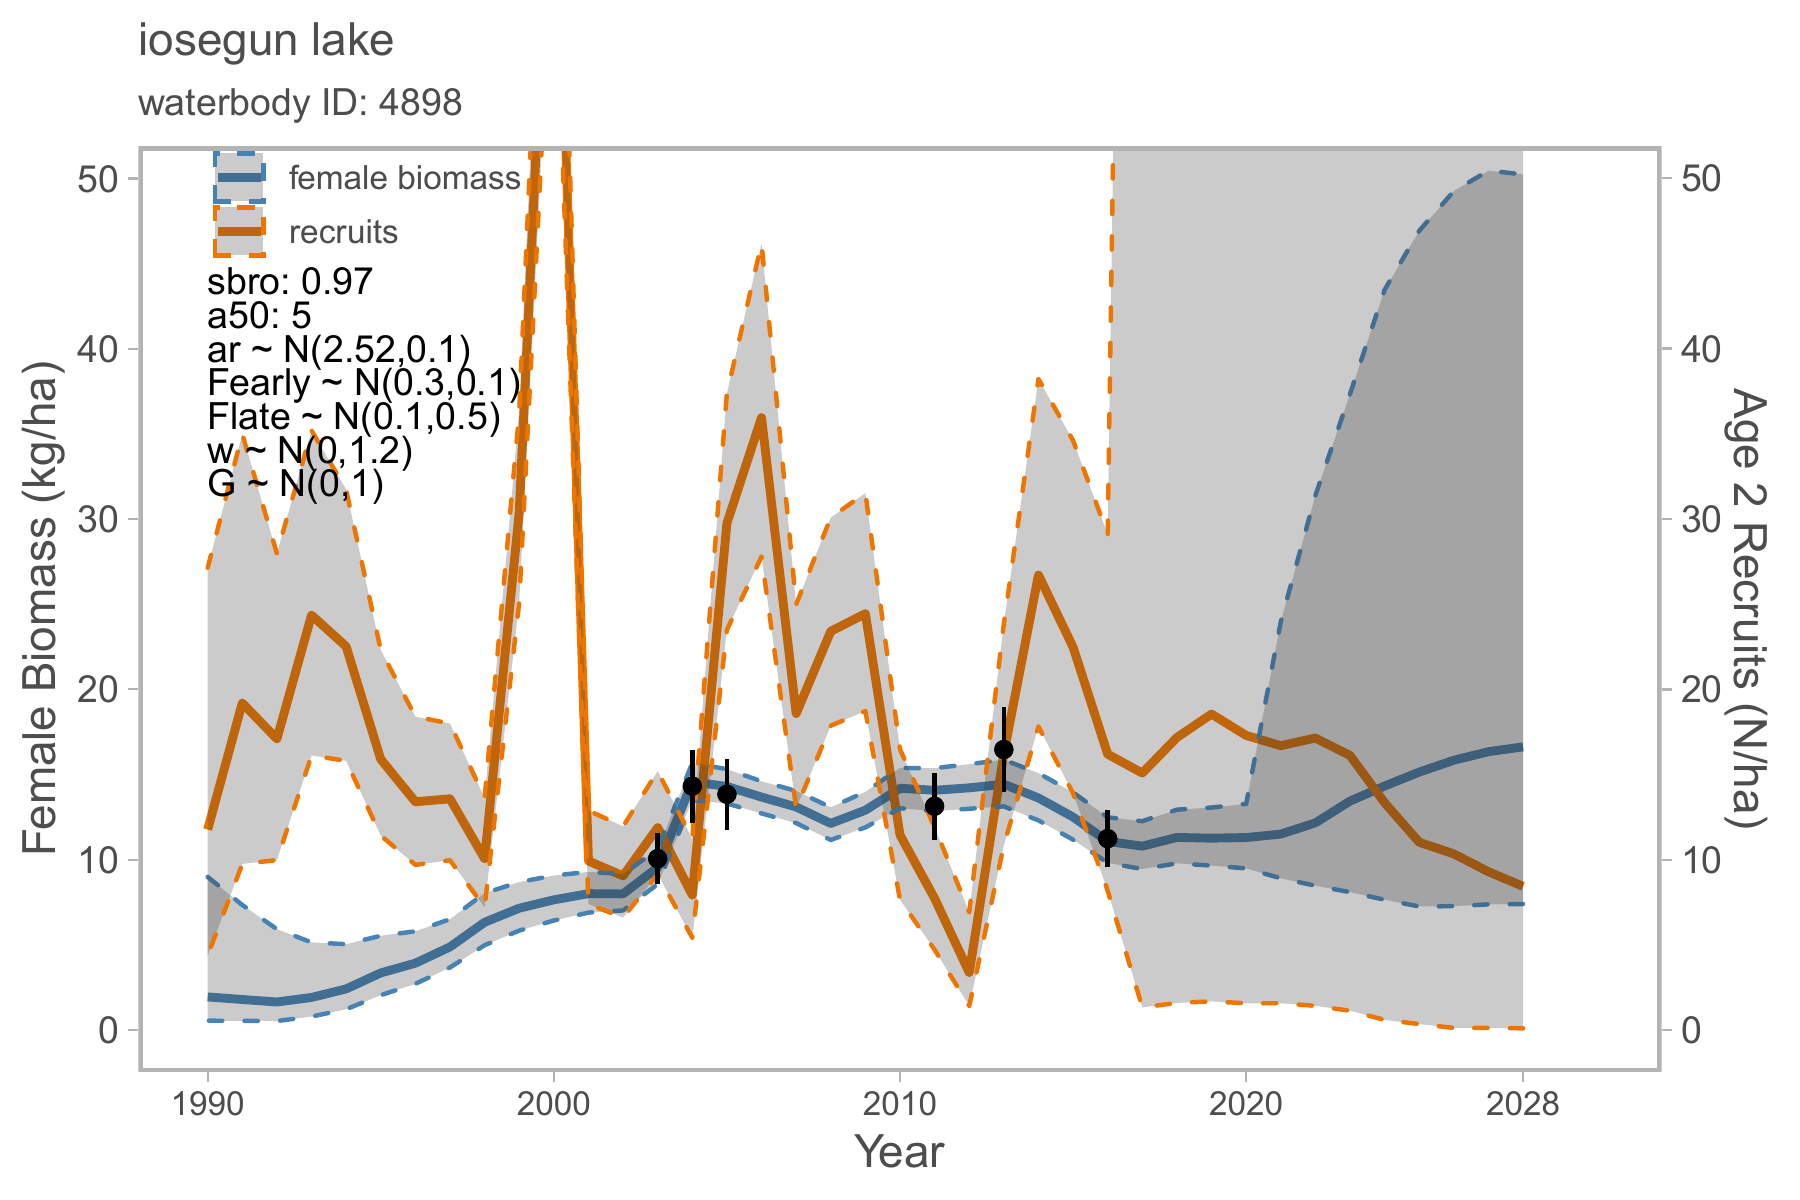 iosegun lake
waterbody ID: 4898
female biomass
recruits
sbro: 0.97
a50: 5
ar ~ N(2.52,0.1)
Fearly ~ N(0.3,0.1)
Flate ~ N(0.1,0.5)
w ~ N(0,1.2)
G ~ N(0,1)
Female Biomass (kg/ha)
50
40
30
20
10
0
50
40
30
20
10
0
Age 2 Recruits (N/ha)
1990
2000
2010
2020
2028
Year